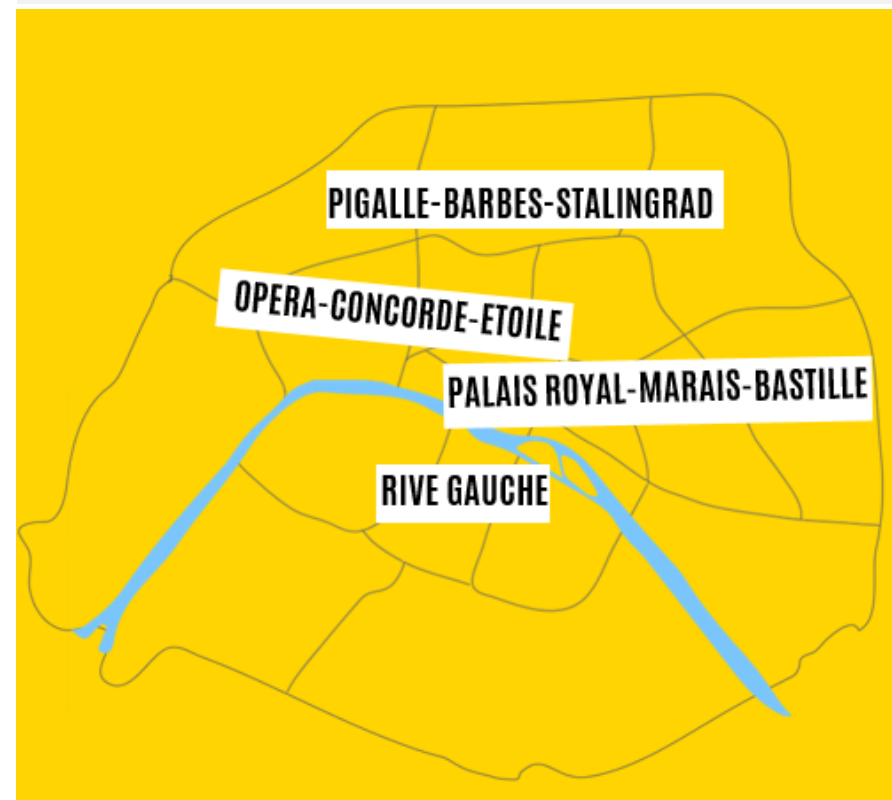 PIGALLE-BARBES-STALINGRAD
OPERA-CONCORDE-ETOILE
PALAIS ROYAL-MARAIS-BASTILLE
RIVE GAUCHE